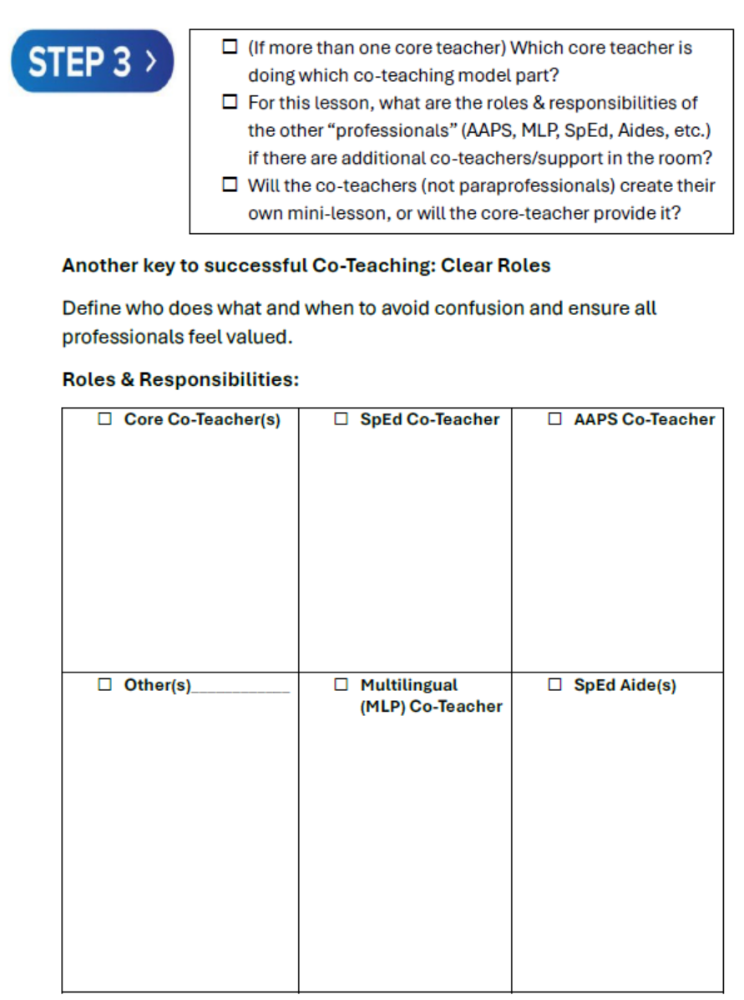 STEP 3 >
☐ (If more than one core teacher) Which core teacher is
doing which co-teaching model part?
☐ For this lesson, what are the roles & responsibilities of
the other “professionals” (AAPS, MLP, SpEd, Aides, etc.)
if there are additional co-teachers/support in the room?
☐ Will the co-teachers (not paraprofessionals) create their
own mini-lesson, or will the core-teacher provide it?
Another key to successful Co-Teaching: Clear Roles
Define who does what and when to avoid confusion and ensure all
professionals feel valued.
Roles & Responsibilities:
☐ Core Co-Teacher(s)
☐ SpEd Co-Teacher
☐ AAPS Co-Teacher
☐ Other(s)____________
☐ Multilingual
(MLP) Co-Teacher
☐ SpEd Aide(s)